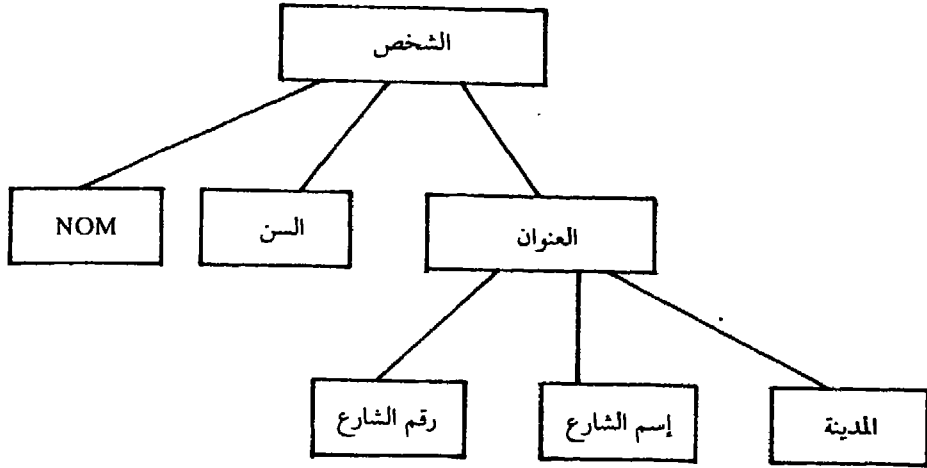 الشخص
NOM
السن
العنوان
رقم الشارع
إسم الشارع
المدينة